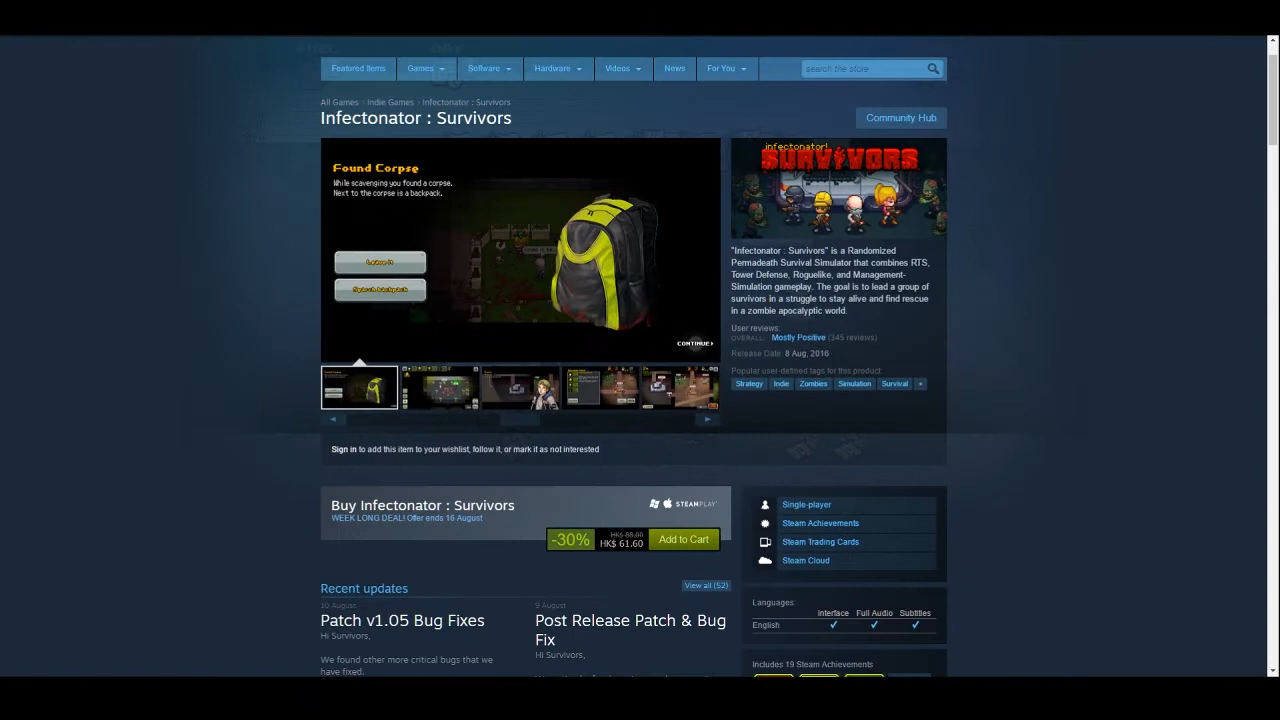 Featured Items Games Software Hardware Videos News For You search the store
All Games > Indie Games > Infectonator : Survivors
Infectonator : Survivors
Community Hub
Found Corpse
While scavenging you found a corpse.
Next to the corpse is a backpack.
Leave it
Search backpack
CONTINUE
infectonator!
SURVIVORS
"Infectonator : Survivors" is a Randomized
Permadeath Survival Simulator that combines RTS,
Tower Defense, Roguelike, and Management-
Simulation gameplay. The goal is to lead a group of
survivors in a struggle to stay alive and find rescue
in a zombie apocalyptic world.
User reviews:
OVERALL: Mostly Positive (345 reviews)
Release Date: 8 Aug, 2016
Popular user-defined tags for this product:
Strategy Indie Zombies Simulation Survival +
Sign in to add this item to your wishlist, follow it, or mark it as not interested
Buy Infectonator : Survivors
STEAMPLAY
WEEK LONG DEAL! Offer ends 16 August
-30% HK$ 88.00 HK$ 61.60 Add to Cart
Single-player
Steam Achievements
Steam Trading Cards
Steam Cloud
Recent updates
View all (52)
10 August
Patch v1.05 Bug Fixes
Hi Survivors,
We found other more critical bugs that we
have fixed.
9 August
Post Release Patch & Bug
Fix
Hi Survivors,
Languages:
Interface Full Audio Subtitles
English ✓ ✓ ✓
Includes 19 Steam Achievements